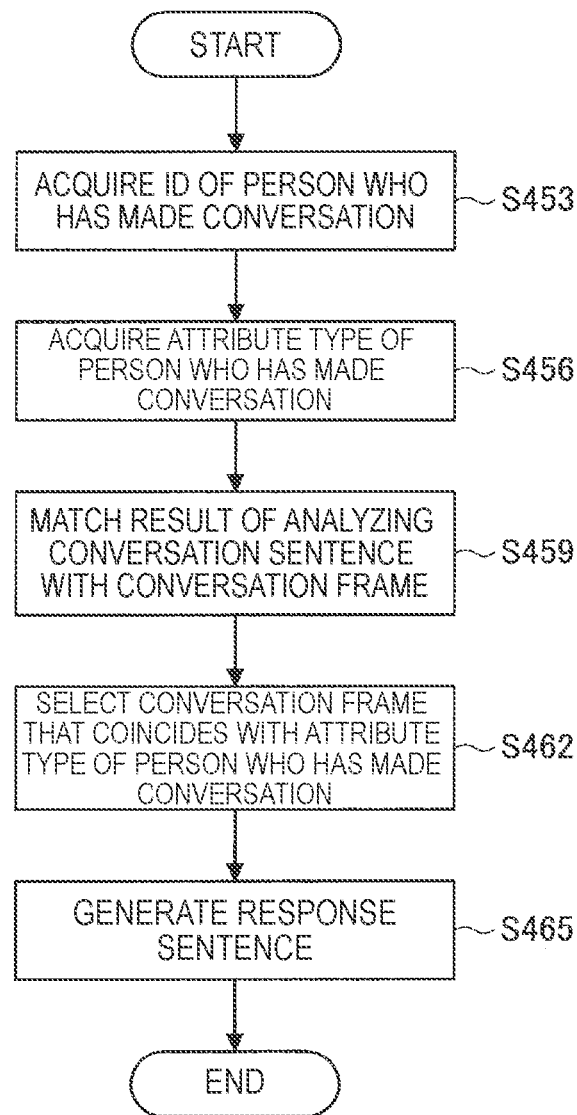 START
ACQUIRE ID OF PERSON WHO
HAS MADE CONVERSATION
S453
ACQUIRE ATTRIBUTE TYPE OF
PERSON WHO HAS MADE
CONVERSATION
S456
MATCH RESULT OF ANALYZING
CONVERSATION SENTENCE
WITH CONVERSATION FRAME
S459
SELECT CONVERSATION FRAME
THAT COINCIDES WITH ATTRIBUTE
TYPE OF PERSON WHO HAS MADE
CONVERSATION
S462
GENERATE RESPONSE
SENTENCE
S465
END